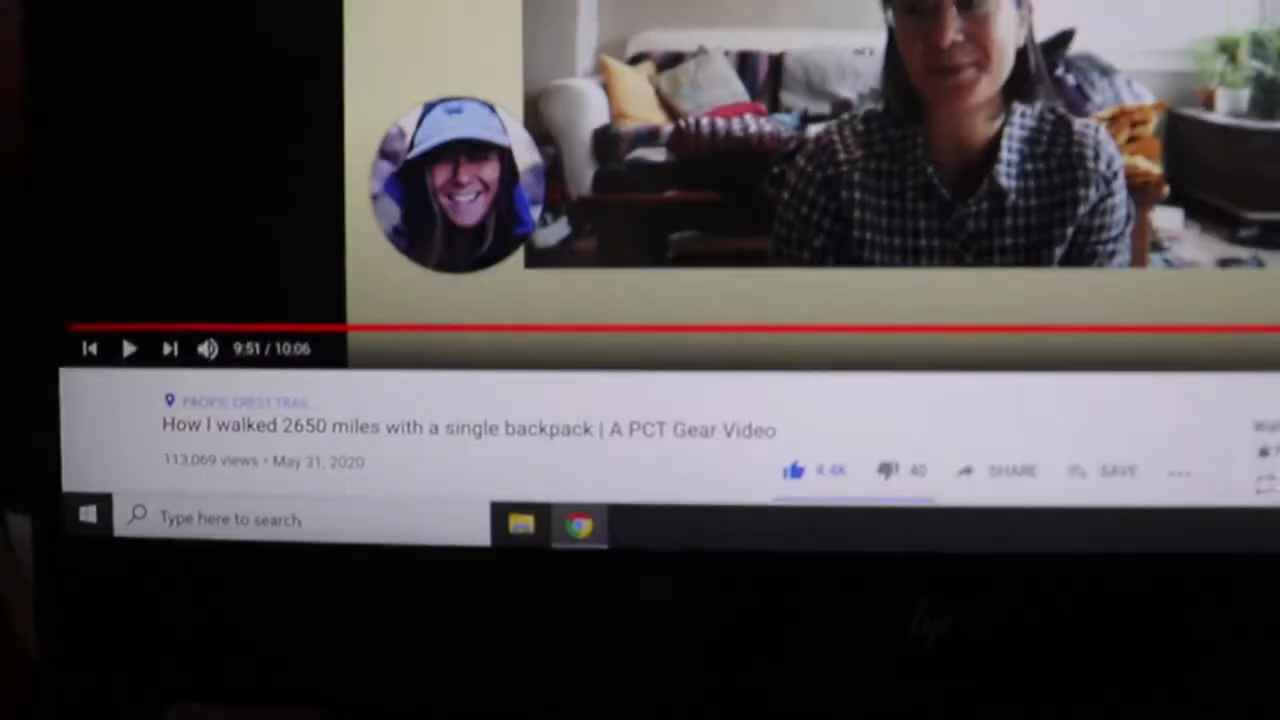 9:51 / 10:06
PACIFIC CREST TRAIL
How I walked 2650 miles with a single backpack | A PCT Gear Video
113,069 views • May 31, 2020
4.4K 40 SHARE SAVE
Type here to search
hp